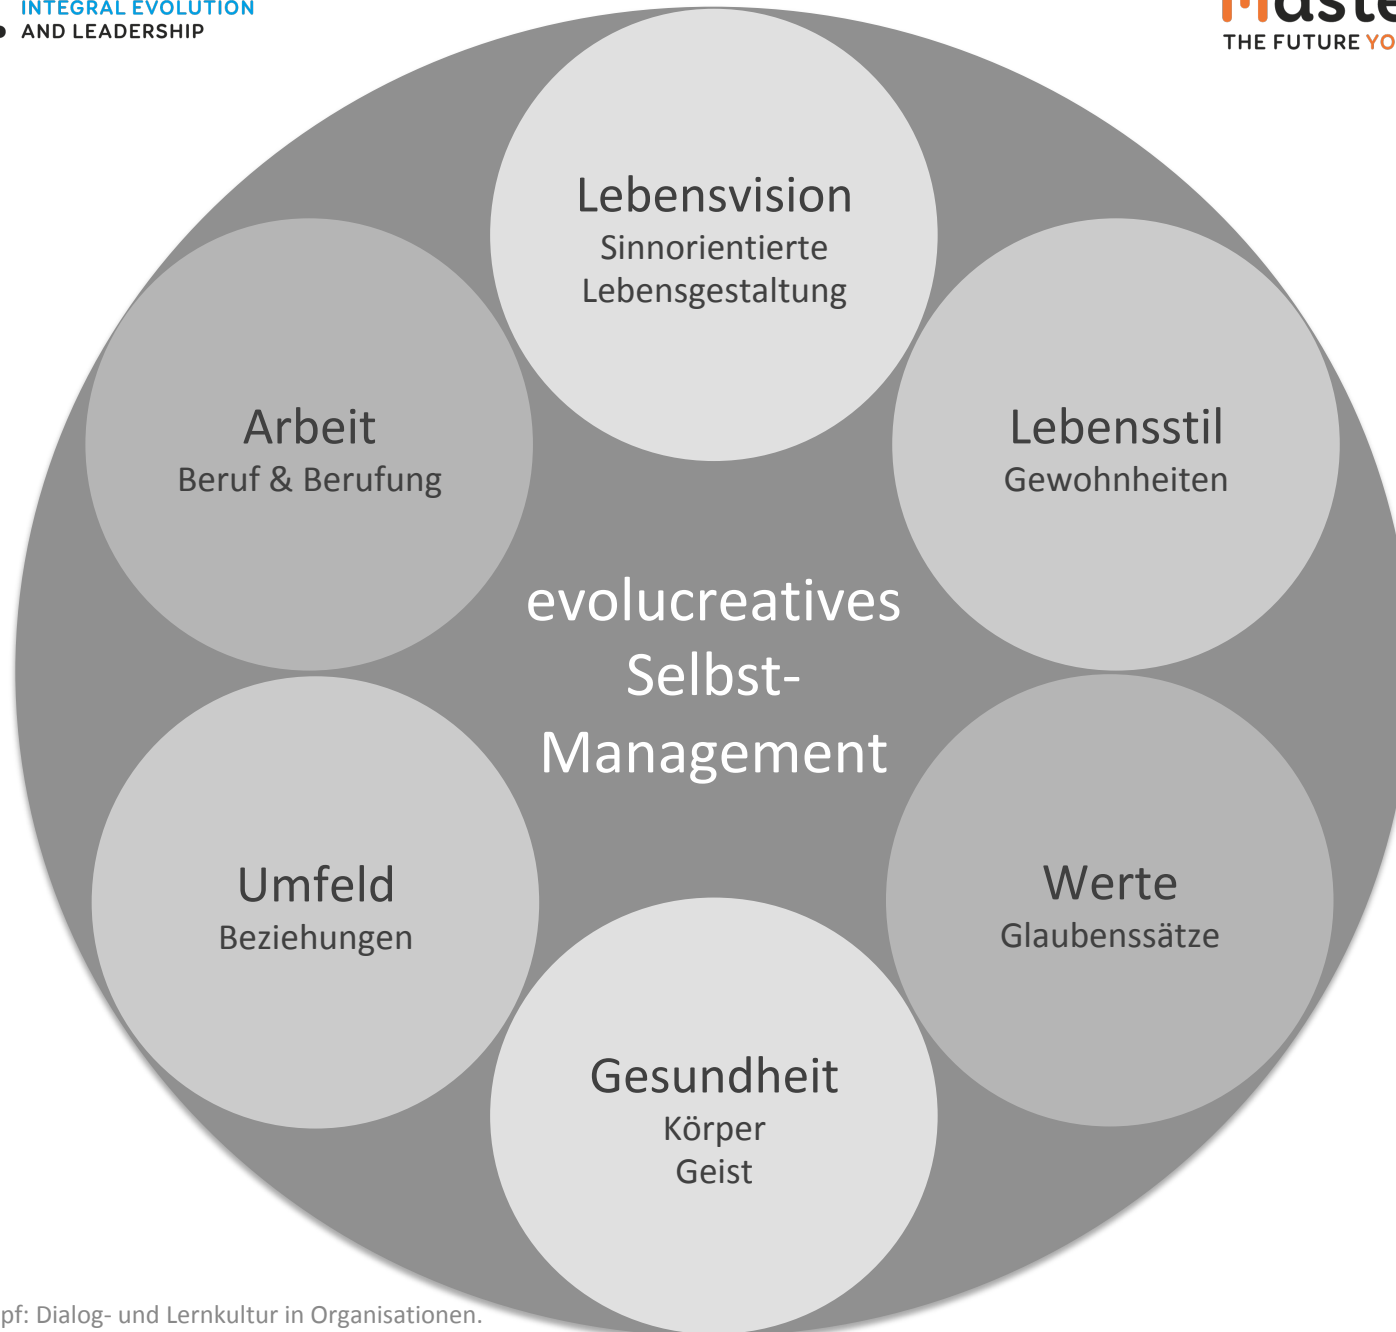 INTEGRAL EVOLUTION
AND LEADERSHIP
THE FUTURE
Lebensvision
Sinnorientierte
Lebensgestaltung
Arbeit
Beruf & Berufung
Lebensstil
Gewohnheiten
evolucreatives
Selbst-
Management
Umfeld
Beziehungen
Werte
Glaubenssätze
Gesundheit
Körper
Geist
Dialog- und Lernkultur in Organisationen.